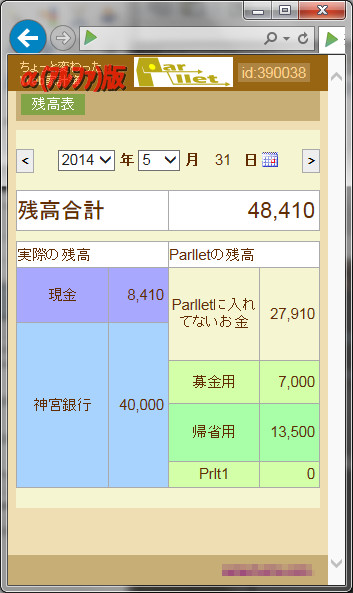 ちょっと変わった
α(アルファ)版
Parllet
id:390038
残高表
< 2014 年 5 月 31 日 >
残高合計 48,410
実際の残高 Parlletの残高
現金 8,410
神宮銀行 40,000
Parlletに入れ
てないお金 27,910
募金用 7,000
帰省用 13,500
Prlt1 0